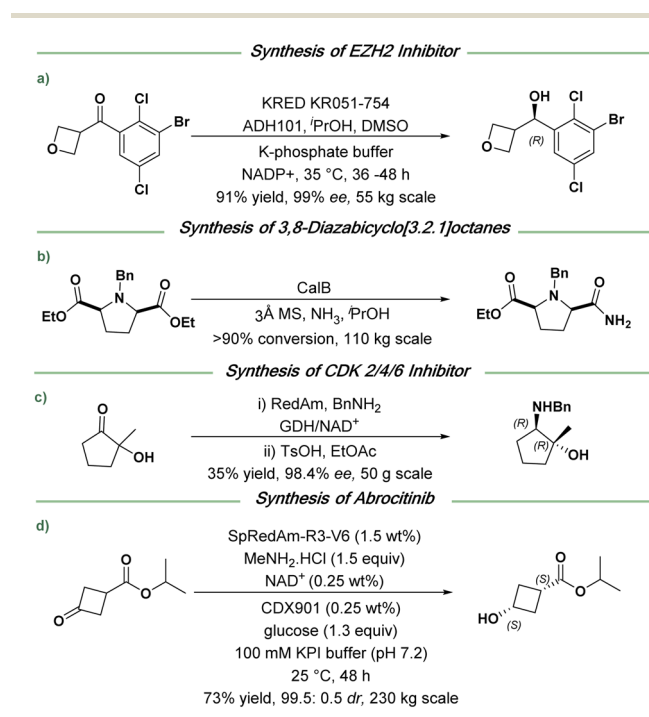 Synthesis of EZH2 Inhibitor
a)
O
Cl
Br
O
Cl
KRED KR051-754
ADH101, iPrOH, DMSO
K-phosphate buffer
NADP+, 35 °C, 36 -48 h
91% yield, 99% ee, 55 kg scale
OH
Cl
Br
(R)
O
Cl
Synthesis of 3,8-Diazabicyclo[3.2.1]octanes
b)
Bn
O
N
O
EtO
OEt
CalB
3Å MS, NH3, iPrOH
>90% conversion, 110 kg scale
Bn
O
N
O
EtO
NH2
Synthesis of CDK 2/4/6 Inhibitor
c)
O
OH
i) RedAm, BnNH2
GDH/NAD+
ii) TsOH, EtOAc
35% yield, 98.4% ee, 50 g scale
NHBn
(R)
(R)
OH
Synthesis of Abrocitinib
d)
O
O
O
SpRedAm-R3-V6 (1.5 wt%)
MeNH2.HCl (1.5 equiv)
NAD+ (0.25 wt%)
CDX901 (0.25 wt%)
glucose (1.3 equiv)
100 mM KPI buffer (pH 7.2)
25 °C, 48 h
73% yield, 99.5: 0.5 dr, 230 kg scale
O
(S)
O
HO
(S)